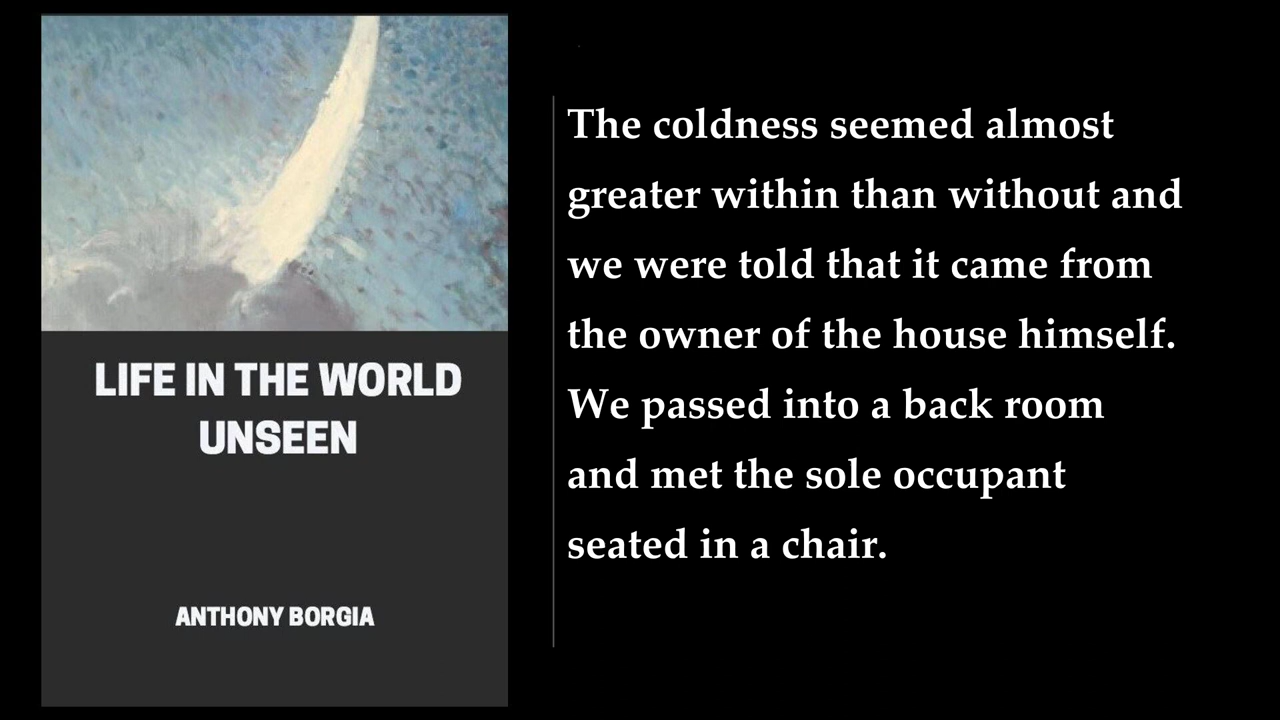 LIFE IN THE WORLD
UNSEEN
ANTHONY BORGIA
The coldness seemed almost
greater within than without and
we were told that it came from
the owner of the house himself.
We passed into a back room
and met the sole occupant
seated in a chair.